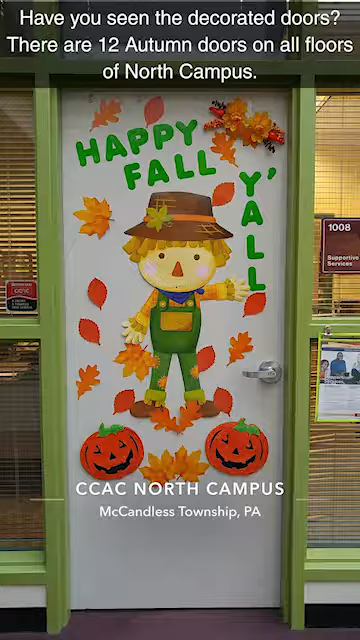 Have you seen the decorated doors?
There are 12 Autumn doors on all floors
of North Campus.
HAPPY
FALL
Y'ALL
1008
Supportive
Services
CCAC NORTH CAMPUS
McCandless Township, PA